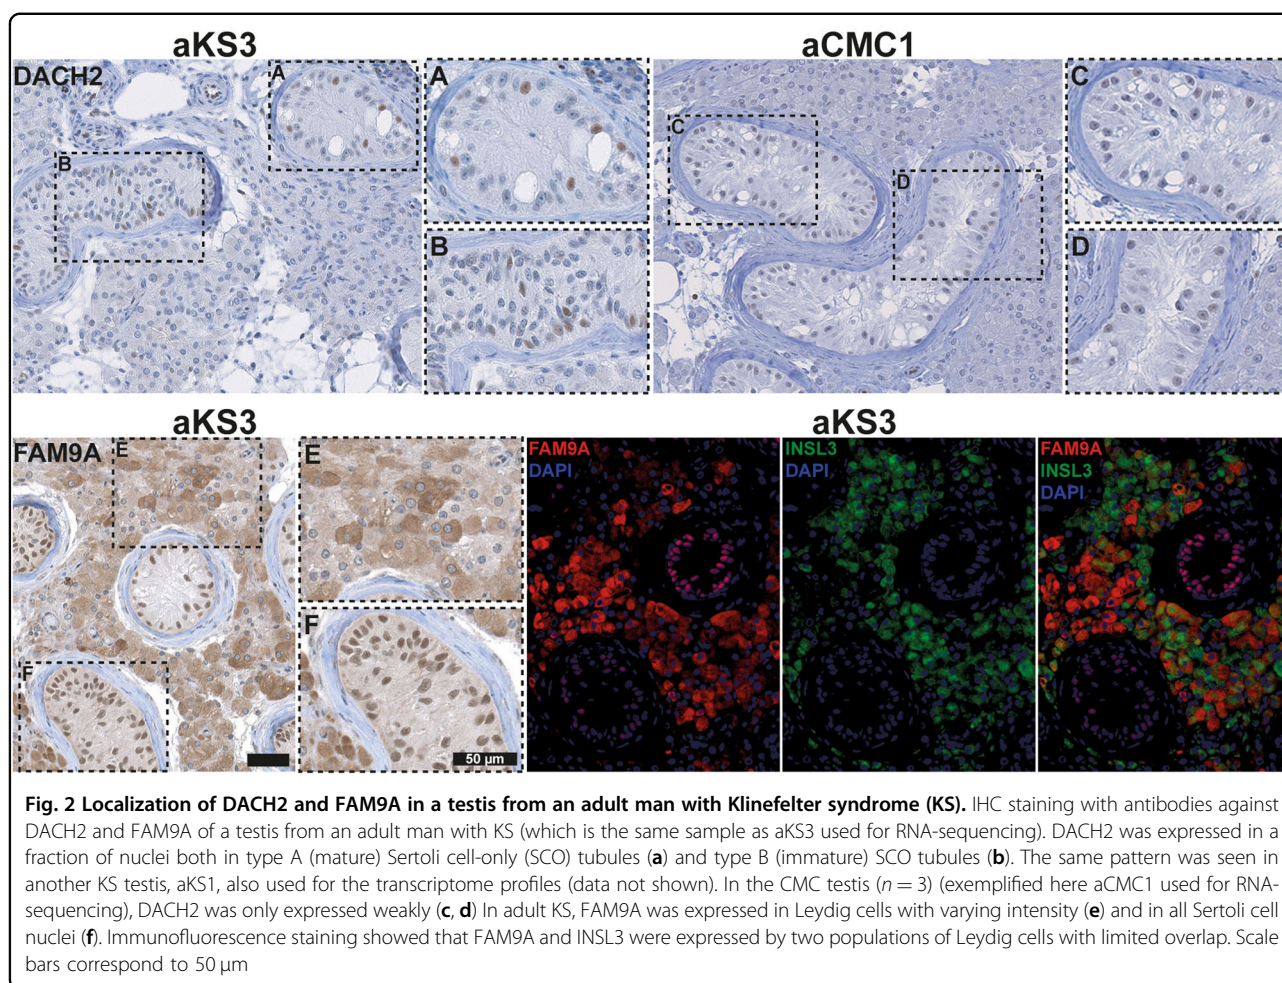 aKS3
aCMC1
DACH2
A
B
A
B
C
D
C
D
aKS3
aKS3
FAM9A
E
F
E
F
50 µm
FAM9A
DAPI
INSL3
DAPI
FAM9A
INSL3
DAPI
Fig. 2 Localization of DACH2 and FAM9A in a testis from an adult man with Klinefelter syndrome (KS). IHC staining with antibodies against
DACH2 and FAM9A of a testis from an adult man with KS (which is the same sample as aKS3 used for RNA-sequencing). DACH2 was expressed in a
fraction of nuclei both in type A (mature) Sertoli cell-only (SCO) tubules (a) and type B (immature) SCO tubules (b). The same pattern was seen in
another KS testis, aKS1, also used for the transcriptome profiles (data not shown). In the CMC testis (n = 3) (exemplified here aCMC1 used for RNA-
sequencing), DACH2 was only expressed weakly (c, d) In adult KS, FAM9A was expressed in Leydig cells with varying intensity (e) and in all Sertoli cell
nuclei (f). Immunofluorescence staining showed that FAM9A and INSL3 were expressed by two populations of Leydig cells with limited overlap. Scale
bars correspond to 50 µm